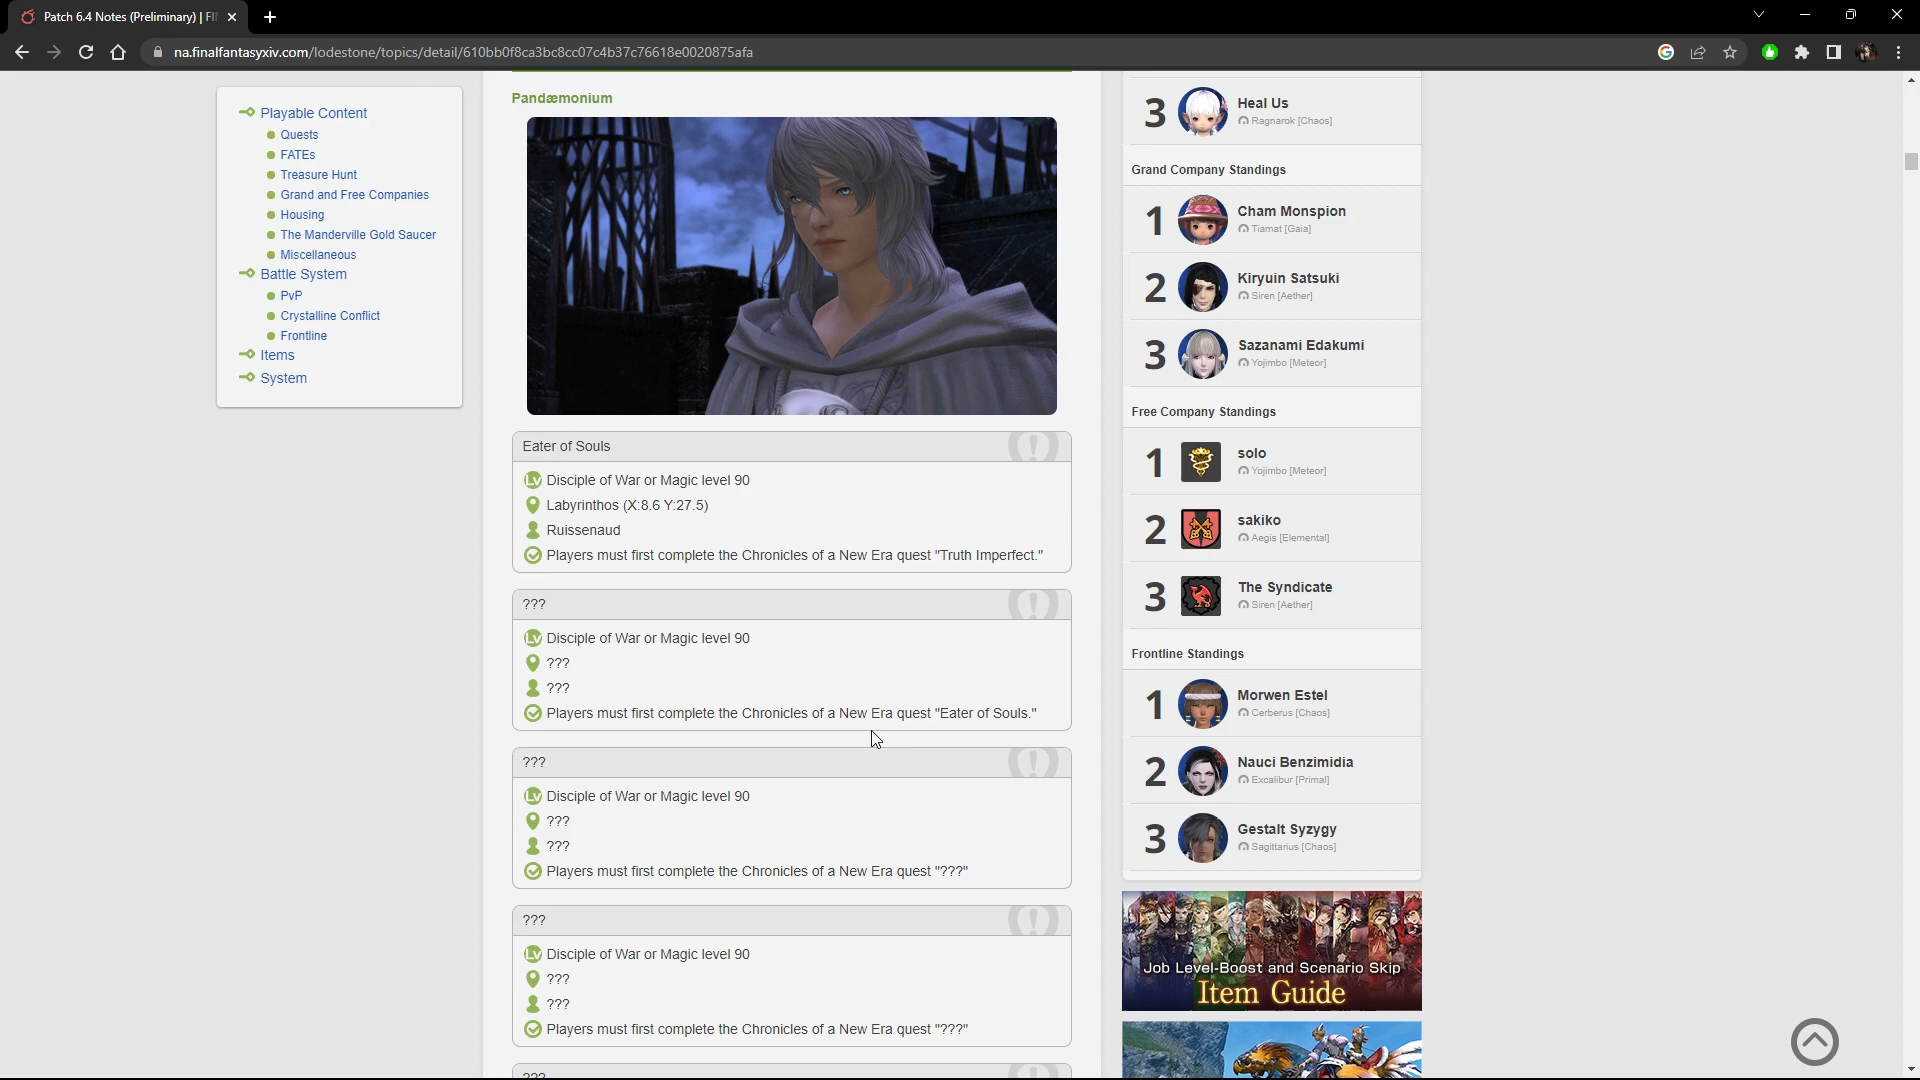 Patch 6.4 Notes (Preliminary) | FI
na.finalfantasyxiv.com/lodestone/topics/detail/610bb0f8ca3bc8cc07c4b37c76618e0020875afa
Playable Content
Quests
FATEs
Treasure Hunt
Grand and Free Companies
Housing
The Manderville Gold Saucer
Miscellaneous
Battle System
PvP
Crystalline Conflict
Frontline
Items
System
Pandæmonium
Eater of Souls
Lv Disciple of War or Magic level 90
Labyrinthos (X:8.6 Y:27.5)
Ruissenaud
Players must first complete the Chronicles of a New Era quest "Truth Imperfect."
???
Lv Disciple of War or Magic level 90
???
???
Players must first complete the Chronicles of a New Era quest "Eater of Souls."
???
Lv Disciple of War or Magic level 90
???
???
Players must first complete the Chronicles of a New Era quest "???"
???
Lv Disciple of War or Magic level 90
???
???
Players must first complete the Chronicles of a New Era quest "???"
???
3 Heal Us
Ragnarok [Chaos]
Grand Company Standings
1 Cham Monspion
Tiamat [Gaia]
2 Kiryuin Satsuki
Siren [Aether]
3 Sazanami Edakumi
Yojimbo [Meteor]
Free Company Standings
1 solo
Yojimbo [Meteor]
2 sakiko
Aegis [Elemental]
3 The Syndicate
Siren [Aether]
Frontline Standings
1 Morwen Estel
Cerberus [Chaos]
2 Nauci Benzimidia
Excalibur [Primal]
3 Gestalt Syzygy
Sagittarius [Chaos]
Job Level-Boost and Scenario Skip
Item Guide